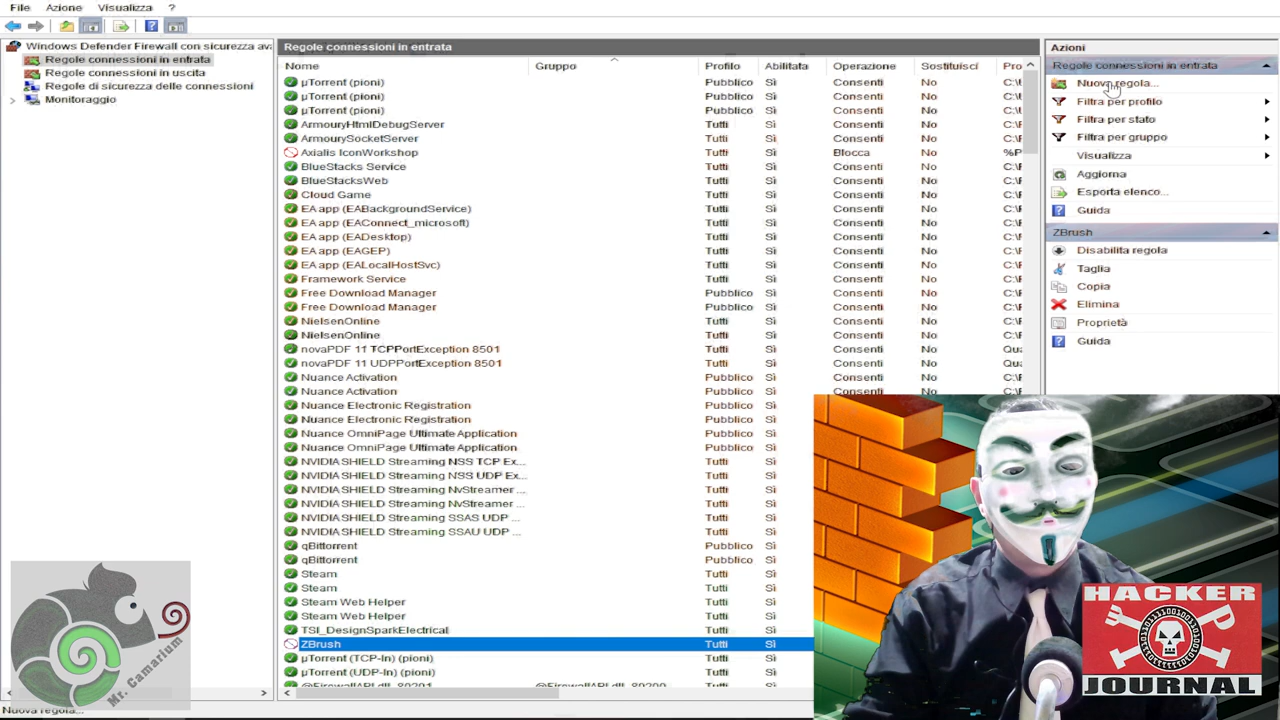 File Azione Visualizza ?
Windows Defender Firewall con sicurezza ava
Regole connessioni in entrata
Regole connessioni in uscita
Regole di sicurezza delle connessioni
Monitoraggio
Regole connessioni in entrata
Nome Gruppo Profilo Abilitata Operazione Sostituisci Pro
µTorrent (pioni) Pubblico Sì Consenti No C:\U
µTorrent (pioni) Pubblico Sì Consenti No C:\U
µTorrent (pioni) Pubblico Sì Consenti No C:\U
ArmouryHtmlDebugServer Tutti Sì Consenti No C:\P
ArmourySocketServer Tutti Sì Consenti No C:\P
Axialis IconWorkshop Tutti Sì Blocca No %P
BlueStacks Service Tutti Sì Consenti No C:\P
BlueStacksWeb Tutti Sì Consenti No C:\P
Cloud Game Tutti Sì Consenti No C:\P
EA app (EABackgroundService) Tutti Sì Consenti No C:\P
EA app (EAConnect_microsoft) Tutti Sì Consenti No C:\P
EA app (EADesktop) Tutti Sì Consenti No C:\P
EA app (EAGEP) Tutti Sì Consenti No C:\P
EA app (EALocalHostSvc) Tutti Sì Consenti No C:\P
Framework Service Tutti Sì Consenti No C:\P
Free Download Manager Pubblico Sì Consenti No C:\P
Free Download Manager Pubblico Sì Consenti No C:\P
NielsenOnline Tutti Sì Consenti No C:\P
NielsenOnline Tutti Sì Consenti No C:\P
novaPDF 11 TCPPortException 8501 Tutti Sì Consenti No Qua
novaPDF 11 UDPPortException 8501 Tutti Sì Consenti No Qua
Nuance Activation Pubblico Sì Consenti No C:\P
Nuance Activation Pubblico Sì Consenti No C:\P
Nuance Electronic Registration Pubblico Sì
Nuance Electronic Registration Pubblico Sì
Nuance OmniPage Ultimate Application Pubblico Sì
Nuance OmniPage Ultimate Application Pubblico Sì
NVIDIA SHIELD Streaming NSS TCP Ex... Tutti Sì
NVIDIA SHIELD Streaming NSS UDP Ex... Tutti Sì
NVIDIA SHIELD Streaming NvStreamer ... Tutti Sì
NVIDIA SHIELD Streaming NvStreamer ... Tutti Sì
NVIDIA SHIELD Streaming SSAS UDP ... Tutti Sì
NVIDIA SHIELD Streaming SSAU UDP ... Tutti Sì
qBittorrent Pubblico Sì
qBittorrent Pubblico Sì
Steam Tutti Sì
Steam Tutti Sì
Steam Web Helper Tutti Sì
Steam Web Helper Tutti Sì
TSI_DesignSparkElectrical Tutti Sì
ZBrush Tutti Sì
µTorrent (TCP-In) (pioni) Tutti Sì
µTorrent (UDP-In) (pioni) Tutti Sì
Azioni
Regole connessioni in entrata
Nuova regola...
Filtra per profilo
Filtra per stato
Filtra per gruppo
Visualizza
Aggiorna
Esporta elenco...
Guida
ZBrush
Disabilita regola
Taglia
Copia
Elimina
Proprietà
Guida
Nuova regola...
Mr. Camarium
HACKER
JOURNAL